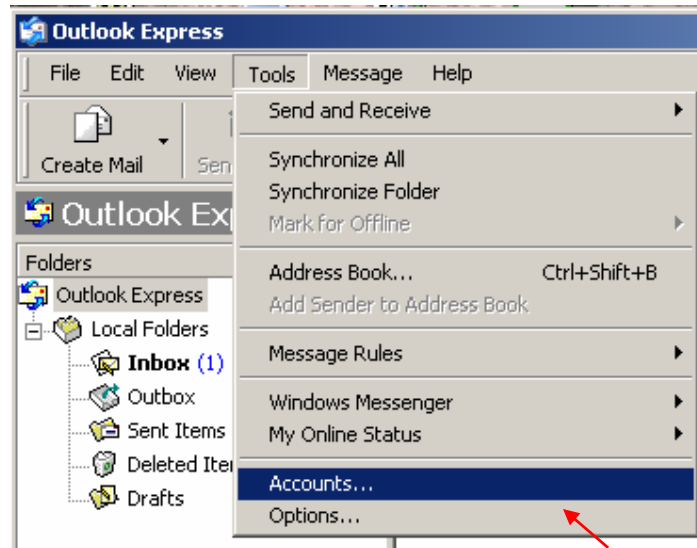 Outlook Express
File Edit View Tools Message Help
Create Mail
Send and Receive
Synchronize All
Synchronize Folder
Mark for Offline
Address Book... Ctrl+Shift+B
Add Sender to Address Book
Message Rules
Windows Messenger
My Online Status
Accounts...
Options...
Folders
Outlook Express
Local Folders
Inbox (1)
Outbox
Sent Items
Drafts